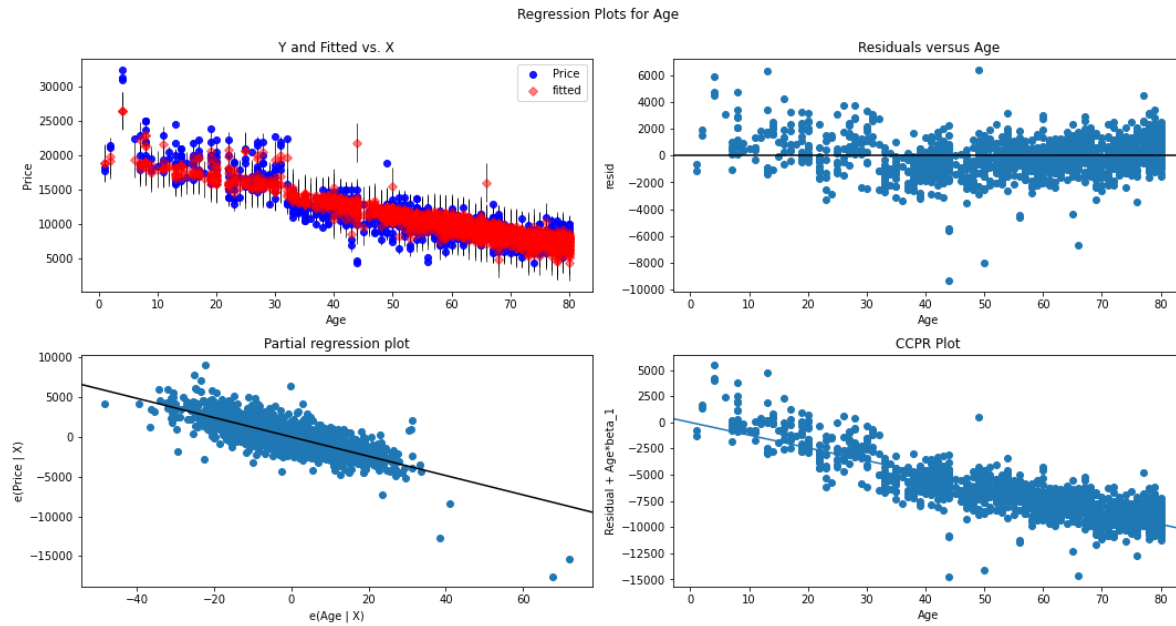 Regression Plots for Age
Y and Fitted vs. X
Price
30000
25000
20000
15000
10000
5000
Price
fitted
0 10 20 30 40 50 60 70 80
Age
Residuals versus Age
resid
6000
4000
2000
0
−2000
−4000
−6000
−8000
−10000
0 10 20 30 40 50 60 70 80
Age
Partial regression plot
e(Price | X)
10000
5000
0
−5000
−10000
−15000
−40 −20 0 20 40 60
e(Age | X)
CCPR Plot
Residual + Age*beta_1
5000
2500
0
−2500
−5000
−7500
−10000
−12500
−15000
0 10 20 30 40 50 60 70 80
Age